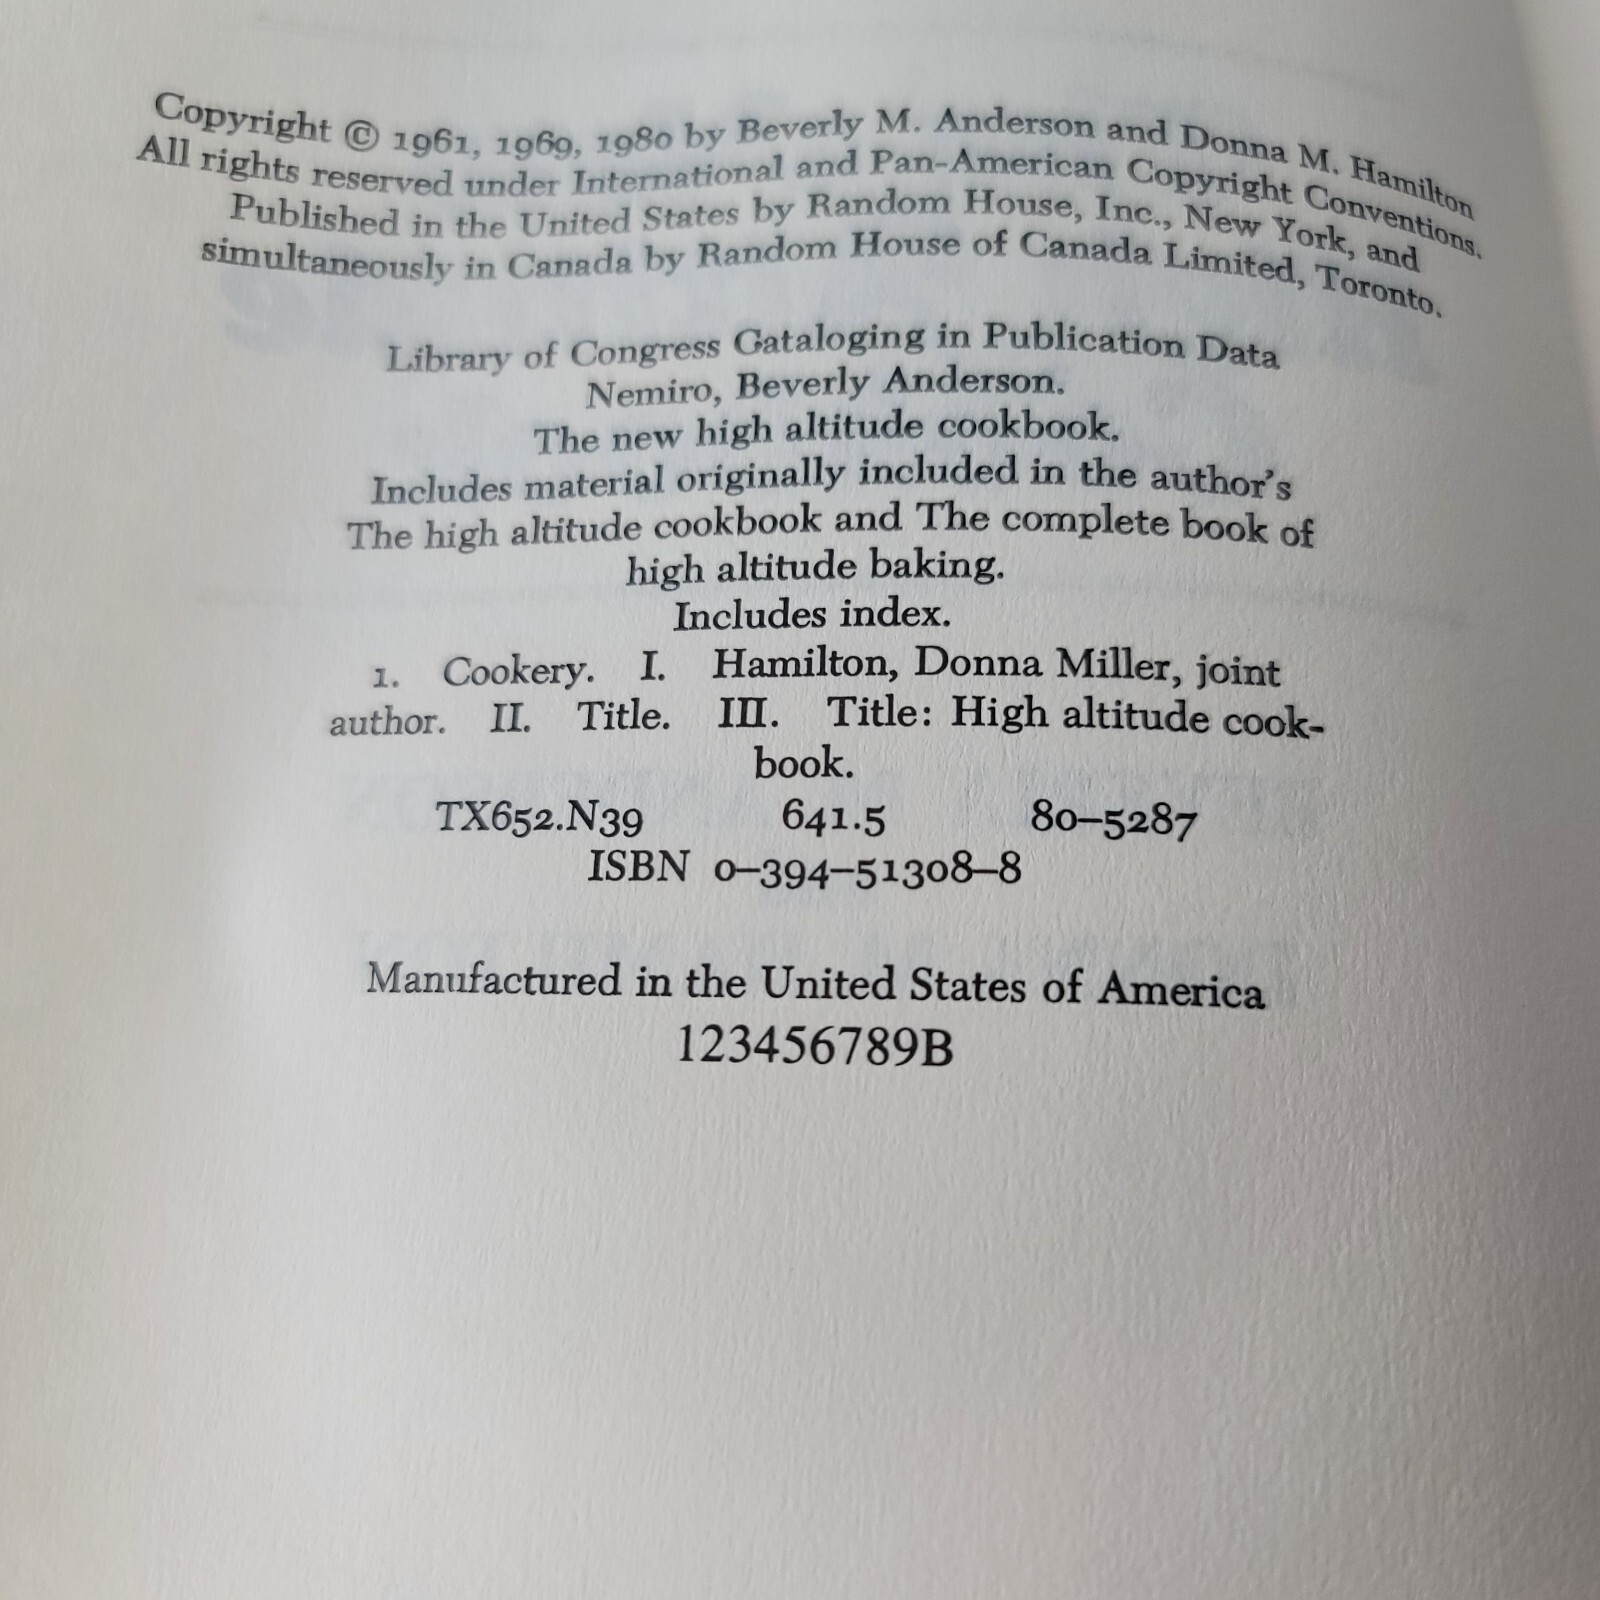 Copyright © 1961, 1969, 1980 by Beverly M. Anderson and Donna M. Hamilton
All rights reserved under International and Pan-American Copyright Conventions.
Published in the United States by Random House, Inc., New York, and
simultaneously in Canada by Random House of Canada Limited, Toronto.
Library of Congress Cataloging in Publication Data
Nemiro, Beverly Anderson.
The new high altitude cookbook.
Includes material originally included in the author's
The high altitude cookbook and The complete book of
high altitude baking.
Includes index.
1. Cookery. I. Hamilton, Donna Miller, joint
author. II. Title. III. Title: High altitude cook-
book.
TX652.N39 641.5 80–5287
ISBN 0–394–51308–8
Manufactured in the United States of America
123456789B